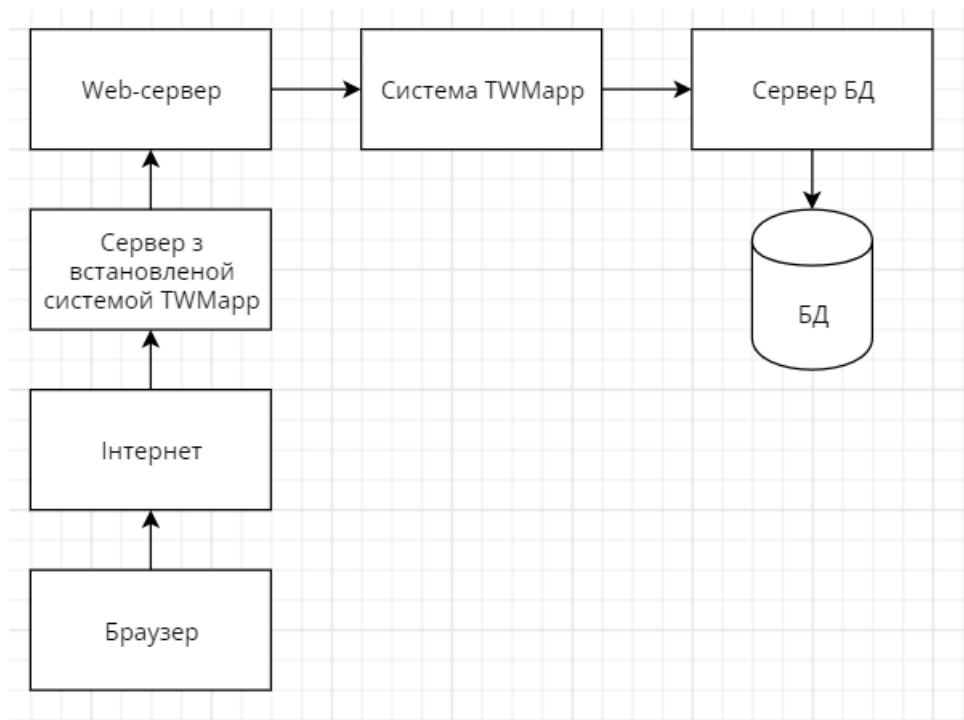 Web-сервер
Система TWMapp
Сервер БД
Сервер з
встановленой
системой TWMapp
БД
Інтернет
Браузер